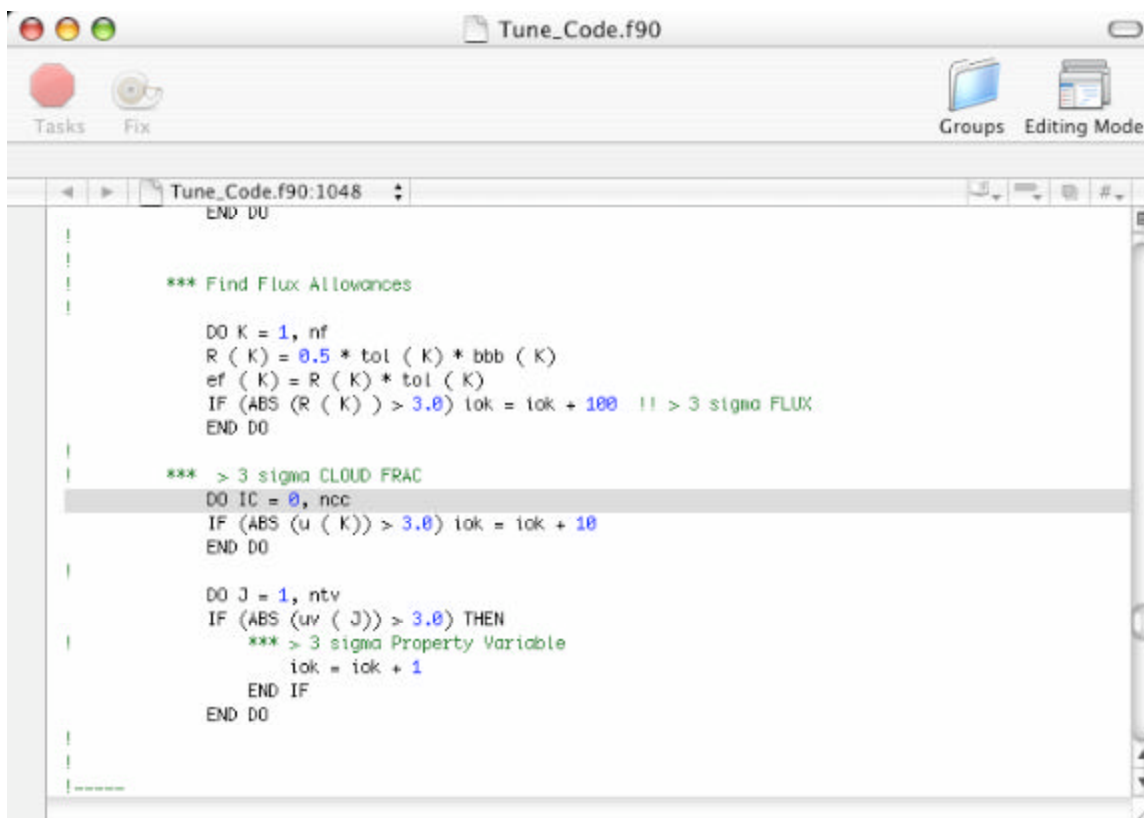 Tune_Code.f90
Tasks Fix Groups Editing Mode
Tune_Code.f90:1048 #
END DO
!
!
! *** Find Flux Allowances
!
DO K = 1, nf
R ( K) = 0.5 * tol ( K) * bbb ( K)
ef ( K) = R ( K) * tol ( K)
IF (ABS (R ( K) ) > 3.0) iok = iok + 100 !! > 3 sigma FLUX
END DO
!
! *** > 3 sigma CLOUD FRAC
DO IC = 0, ncc
IF (ABS (u ( K)) > 3.0) iok = iok + 10
END DO
!
DO J = 1, ntv
IF (ABS (uv ( J)) > 3.0) THEN
! *** > 3 sigma Property Variable
iok = iok + 1
END IF
END DO
!
!
!-----